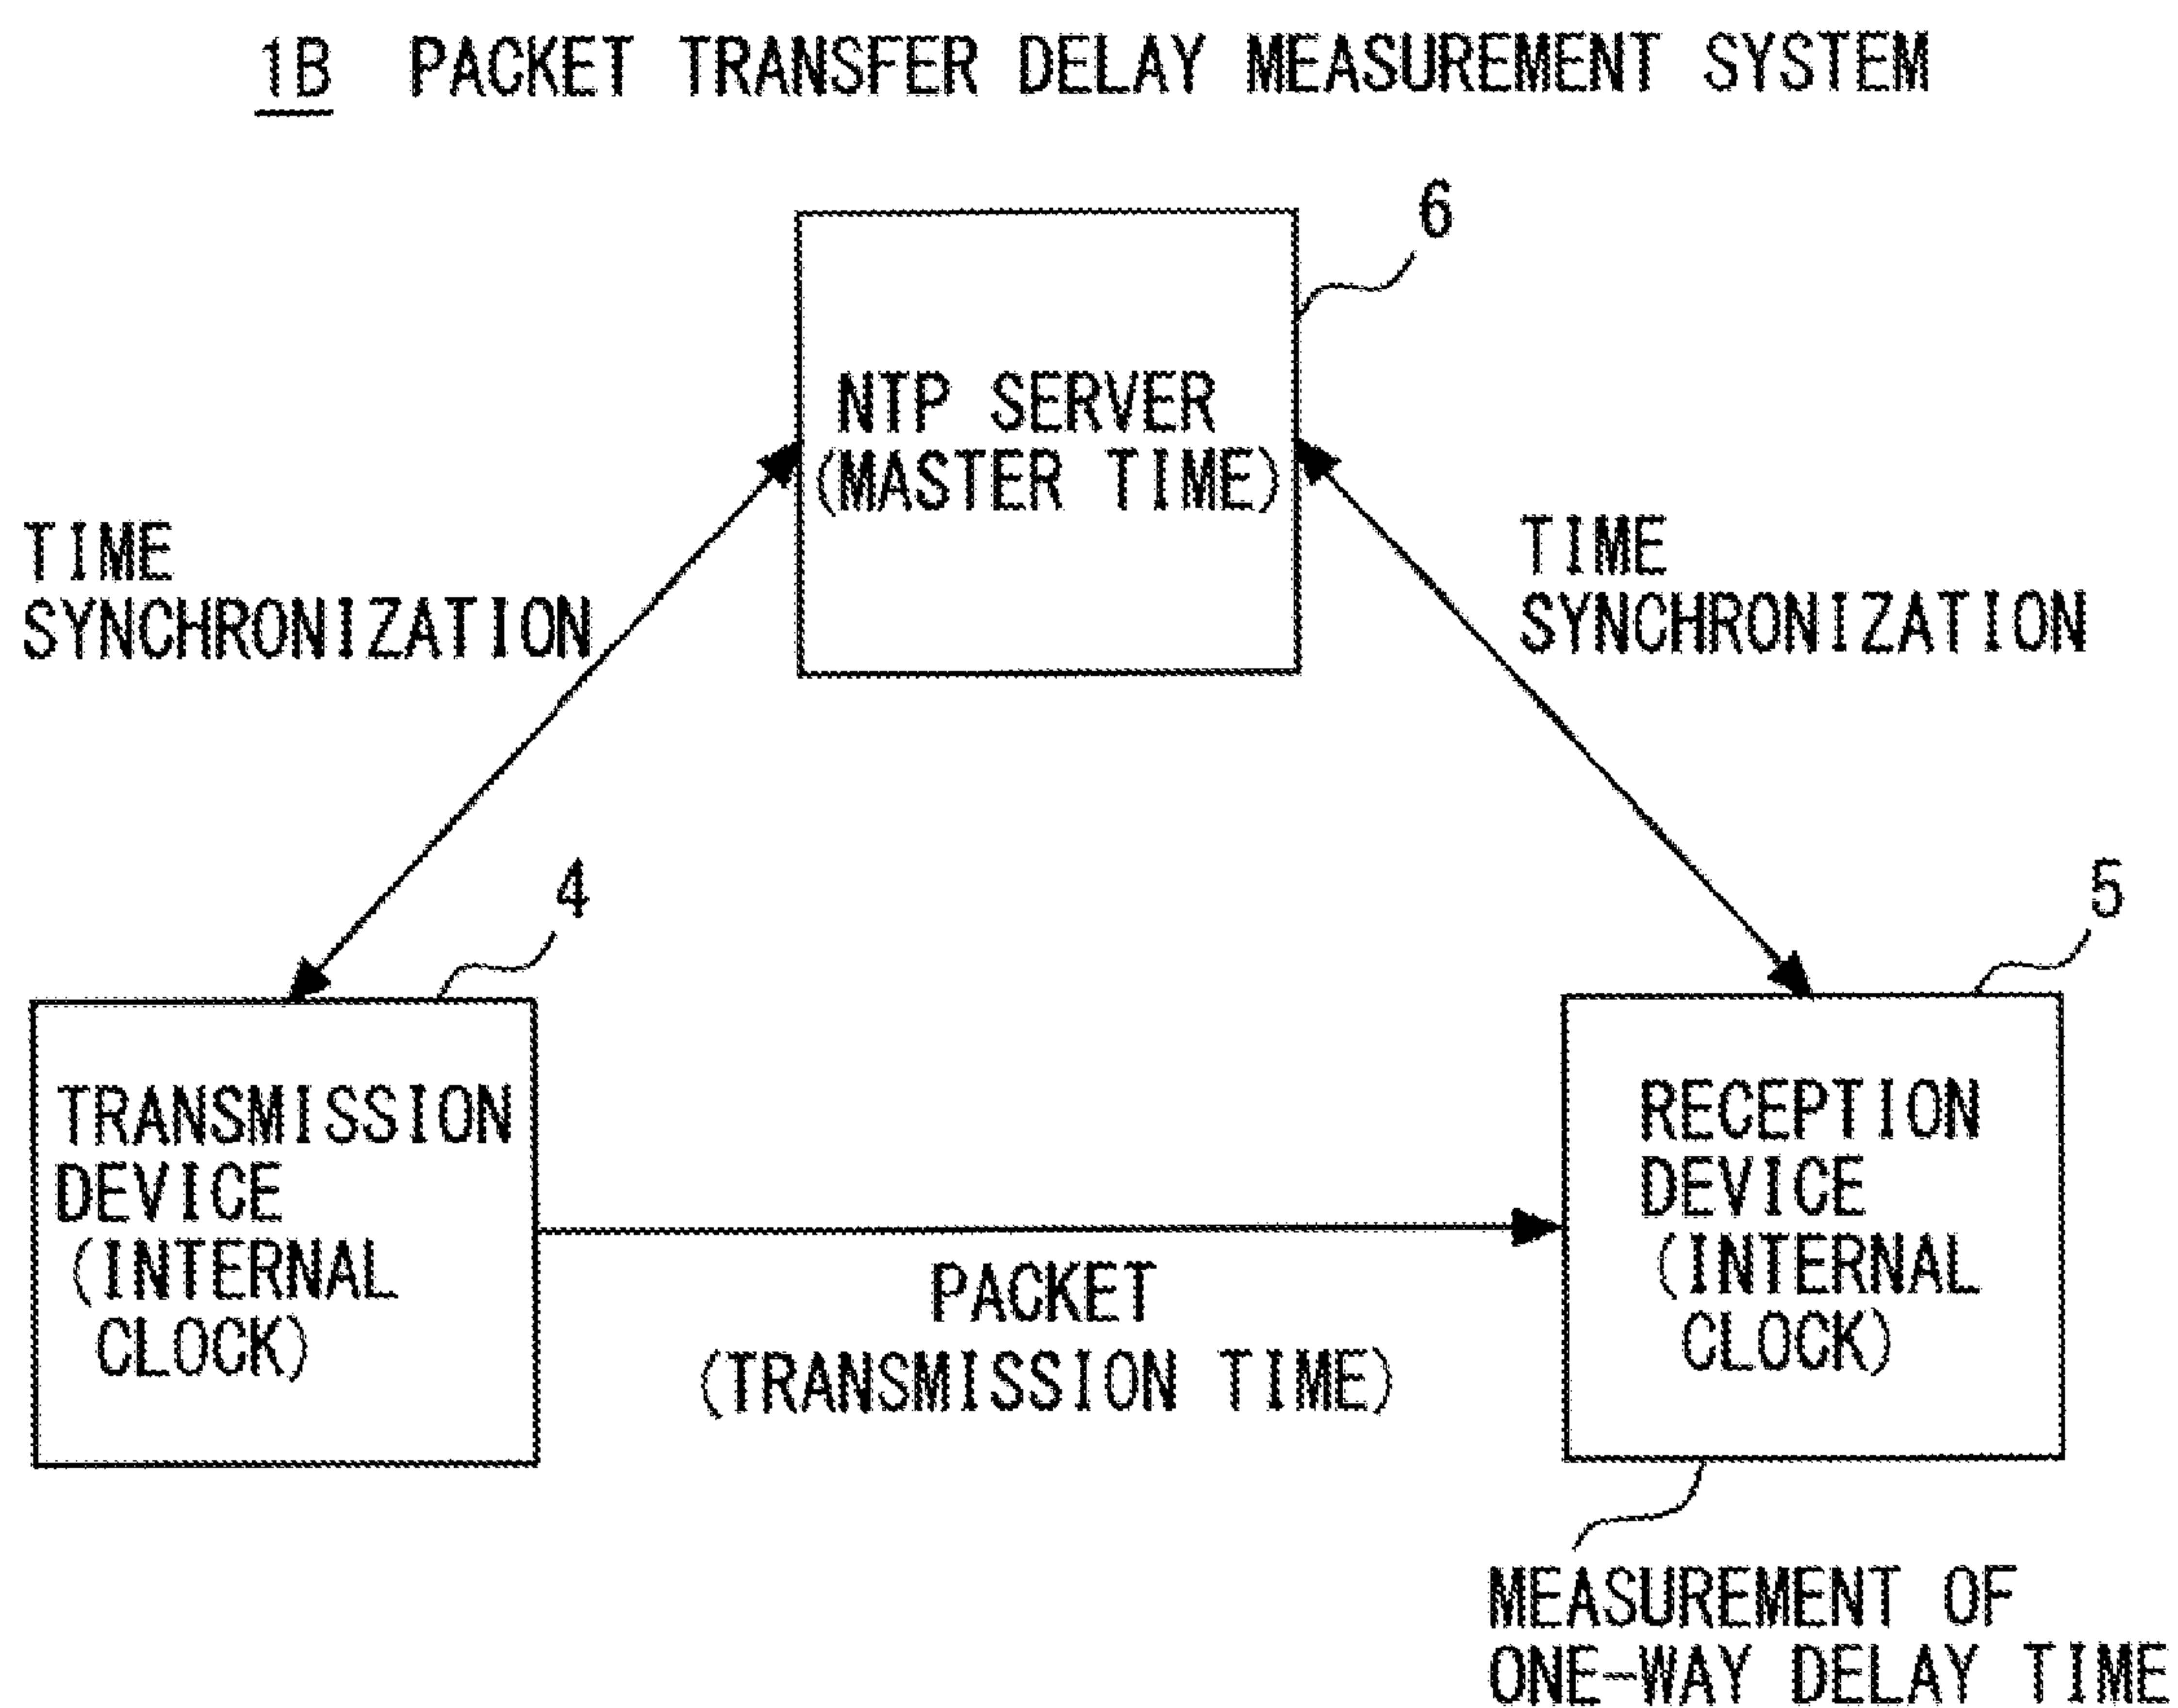 1B PACKET TRANSFER DELAY MEASUREMENT SYSTEM
6
NTP SERVER
(MASTER TIME)
TIME
SYNCHRONIZATION
TIME
SYNCHRONIZATION
4
5
TRANSMISSION
DEVICE
(INTERNAL
CLOCK)
RECEPTION
DEVICE
(INTERNAL
CLOCK)
PACKET
(TRANSMISSION TIME)
MEASUREMENT OF
ONE-WAY DELAY TIME